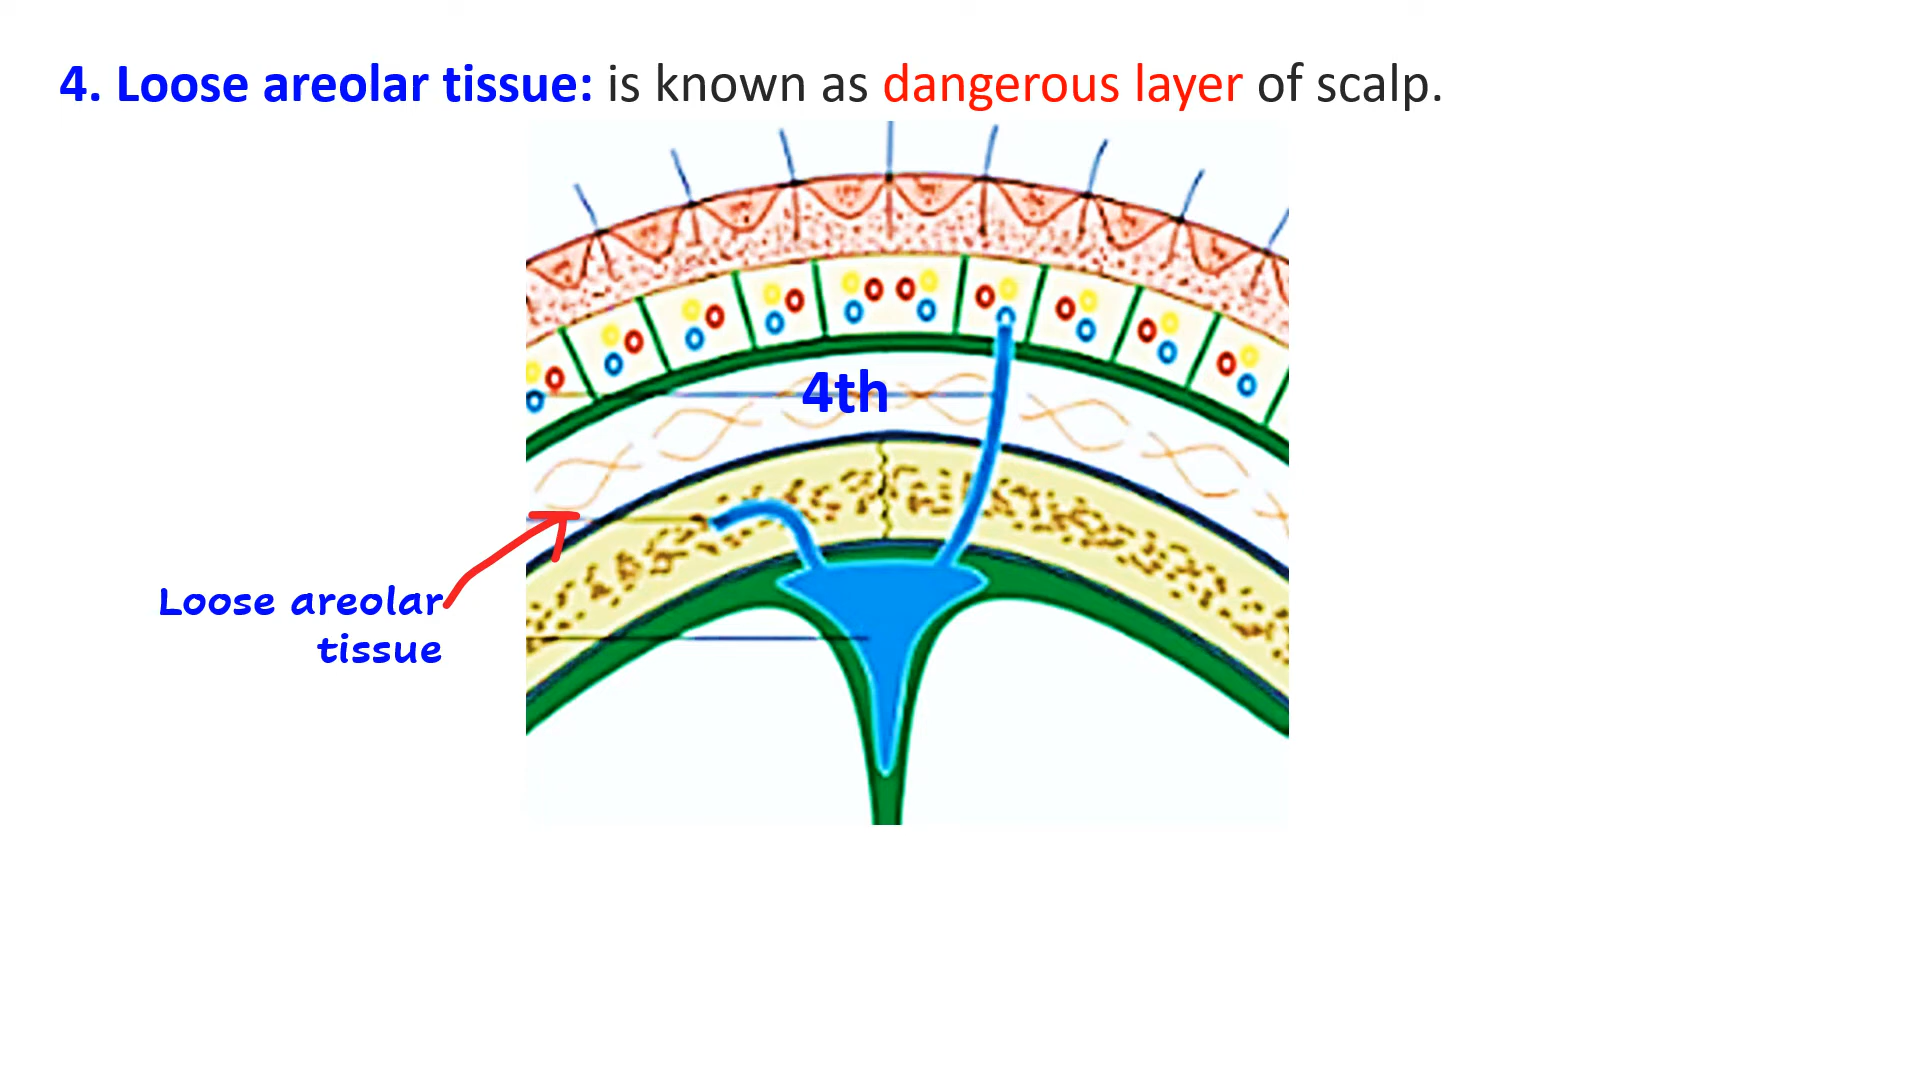 4. Loose areolar tissue: is known as dangerous layer of scalp.
4th
Loose areolar
tissue